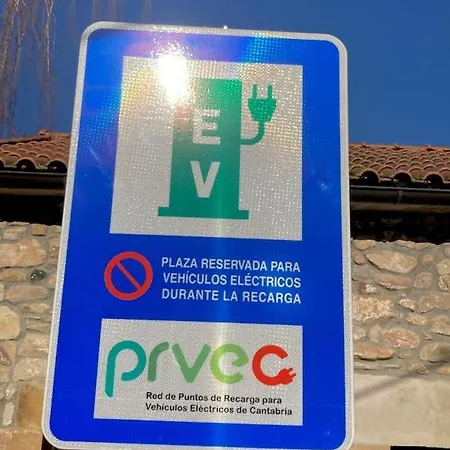 E
V
PLAZA RESERVADA PARA
VEHÍCULOS ELÉCTRICOS
DURANTE LA RECARGA
prvec
Red de Puntos de Recarga para
Vehículos Eléctricos de Cantabria